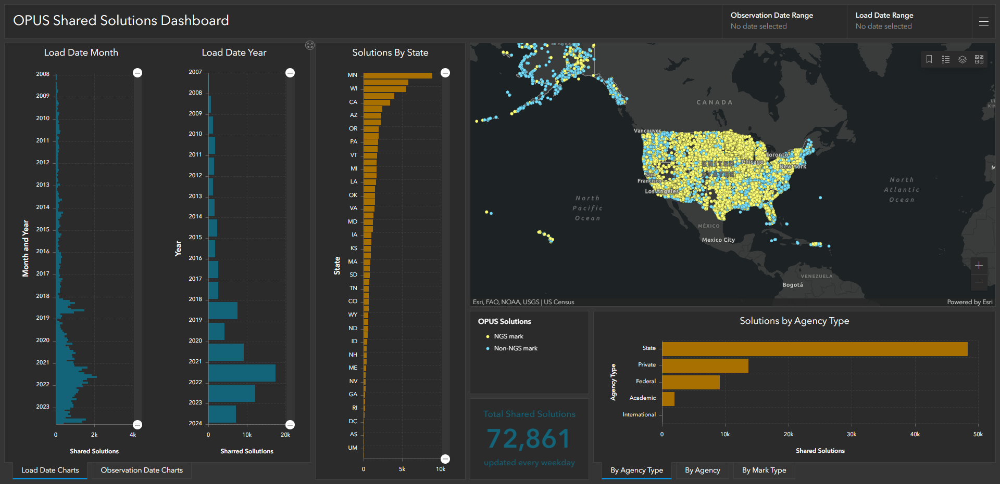 OPUS Shared Solutions Dashboard
Observation Date Range
No date selected
Load Date Range
No date selected
Load Date Month
Month and Year
2008
2009
2010
2011
2012
2013
2014
2015
2016
2017
2018
2019
2020
2021
2022
2023
0 2k 4k
Shared Solutions
Load Date Year
Year
2007
2008
2009
2010
2011
2012
2013
2014
2015
2016
2017
2018
2019
2020
2021
2022
2023
2024
0 10k 20k
Sharred Sollutions
Load Date Charts
Observation Date Charts
Solutions By State
State
MN
WI
CA
AZ
OR
PA
VT
MI
LA
OK
VA
MD
IA
KS
MA
SD
TN
CO
WY
ND
ID
NH
ME
NV
GA
RI
DC
AS
UM
0 5k 10k
CANADA
Vancouver
Toronto
Chicago
New York
UNITED
STATES
San
Francisco
Los Angeles
North
Pacific
Ocean
North
Atlantic
Ocean
MÉXICO
Mexico City
VENEZUELA
Bogotá
Esri, FAO, NOAA, USGS | US Census
Powered by Esri
OPUS Solutions
NGS mark
Non-NGS mark
Total Shared Solutions
72,861
updated every weekday
Solutions by Agency Type
Agency Type
State
Private
Federal
Academic
International
0 10k 20k 30k 40k 50k
Shared Solutions
By Agency Type
By Agency
By Mark Type